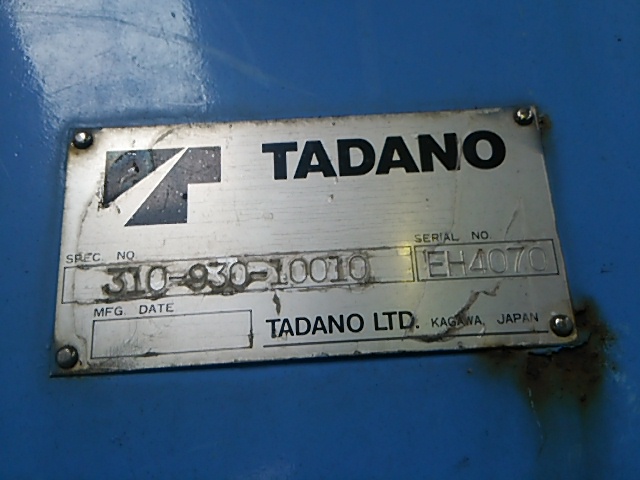 TADANO
SPEC. NO.
SERIAL NO.
310-930-10010
EH4070
MFG. DATE
TADANO LTD. KAGAWA JAPAN